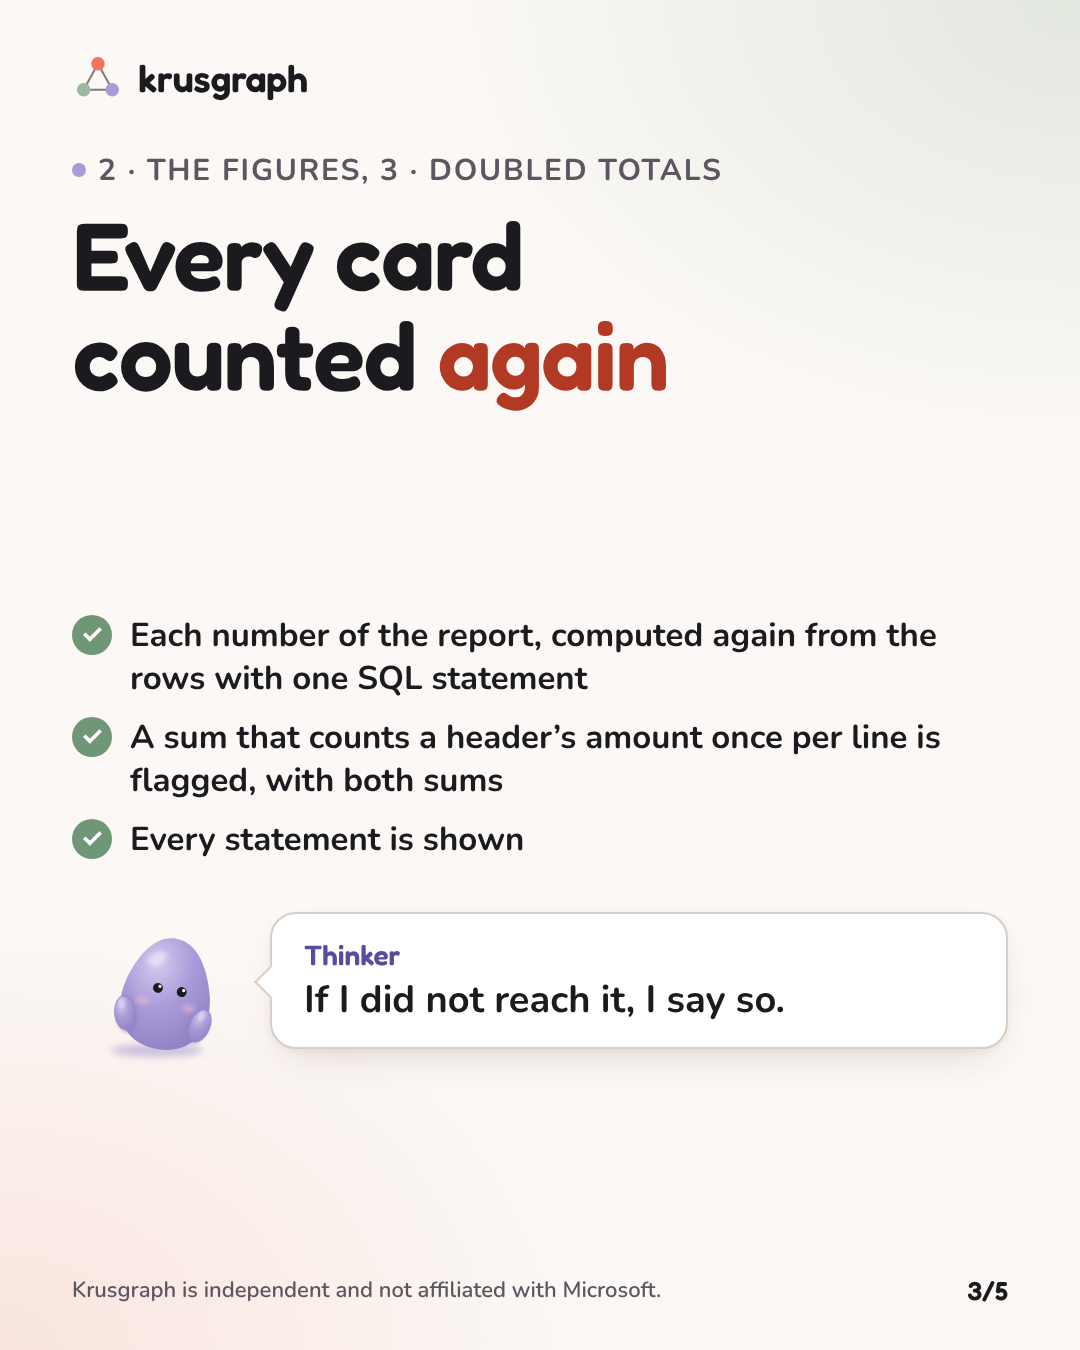 krusgraph
2 · THE FIGURES, 3 · DOUBLED TOTALS
Every card
counted again
Each number of the report, computed again from the
rows with one SQL statement
A sum that counts a header’s amount once per line is
flagged, with both sums
Every statement is shown
Thinker
If I did not reach it, I say so.
Krusgraph is independent and not affiliated with Microsoft.
3/5